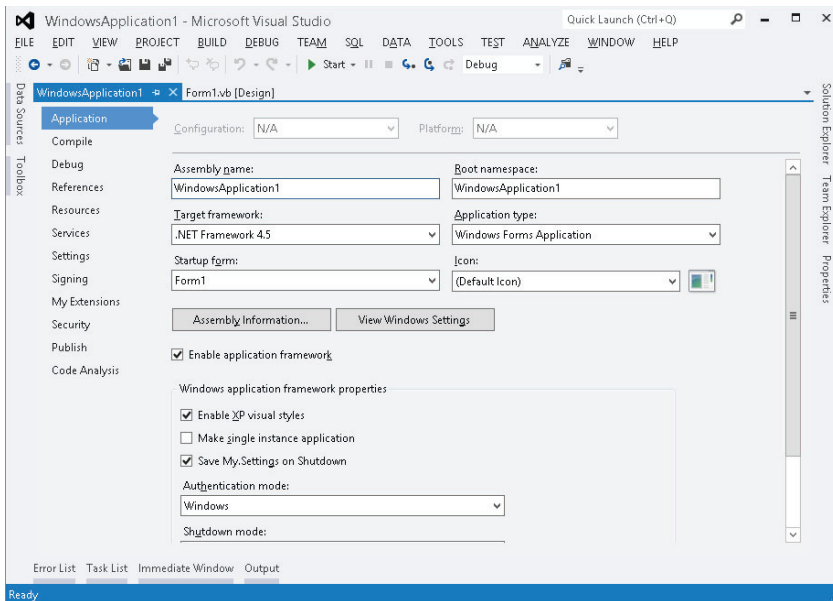 WindowsApplication1 - Microsoft Visual Studio
Quick Launch (Ctrl+Q)
FILE EDIT VIEW PROJECT BUILD DEBUG TEAM SQL DATA TOOLS TEST ANALYZE WINDOW HELP
Start Debug
Data Sources
Toolbox
WindowsApplication1 Form1.vb [Design]
Application
Compile
Debug
References
Resources
Services
Settings
Signing
My Extensions
Security
Publish
Code Analysis
Configuration: N/A Platform: N/A
Assembly name: Root namespace:
WindowsApplication1 WindowsApplication1
Target framework: Application type:
.NET Framework 4.5 Windows Forms Application
Startup form: Icon:
Form1 (Default Icon)
Assembly Information... View Windows Settings
Enable application framework
Windows application framework properties
Enable XP visual styles
Make single instance application
Save My.Settings on Shutdown
Authentication mode:
Windows
Shutdown mode:
Solution Explorer
Team Explorer
Properties
Error List Task List Immediate Window Output
Ready